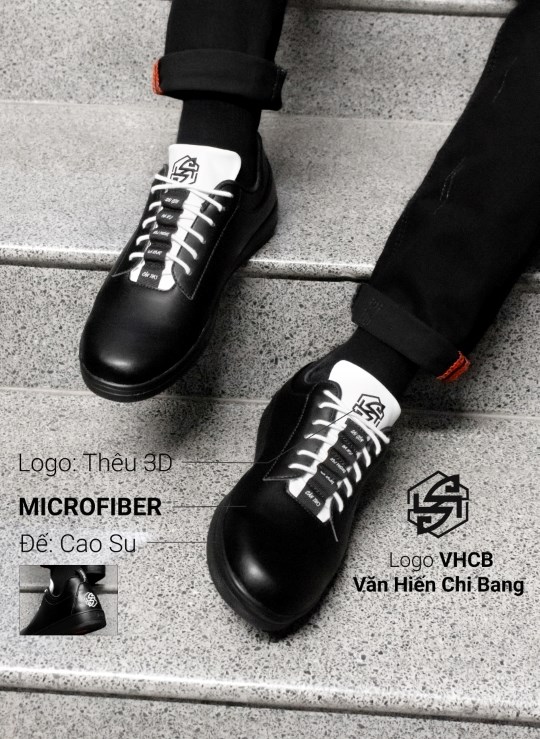 Logo: Thêu 3D
MICROFIBER
Đế: Cao Su
Logo VHCB
Văn Hiến Chi Bang